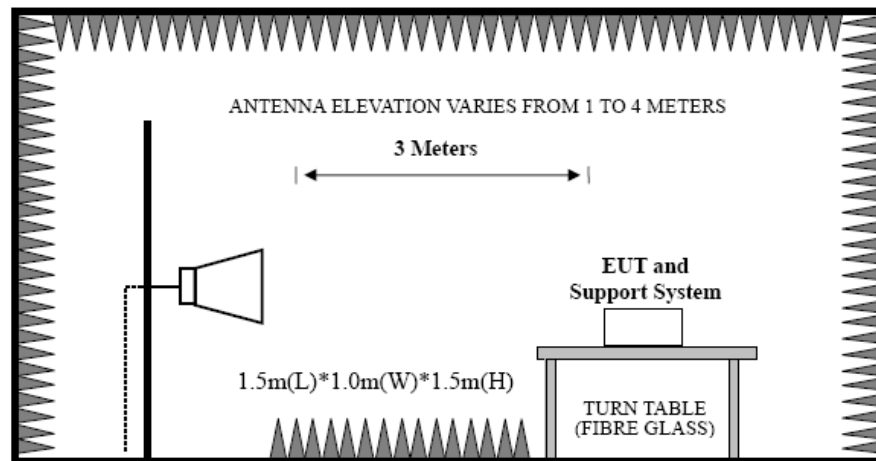 ANTENNA ELEVATION VARIES FROM 1 TO 4 METERS
3 Meters
EUT and
Support System
1.5m(L)*1.0m(W)*1.5m(H)
TURN TABLE
(FIBRE GLASS)